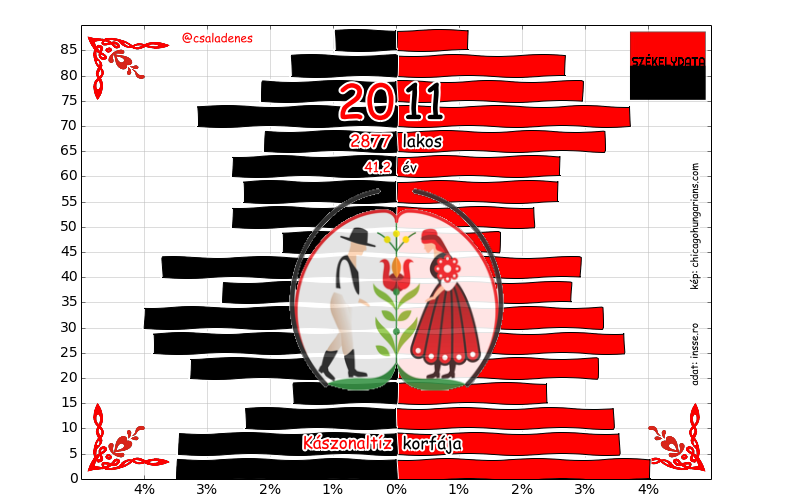 @csaladenes
SZÉKELYDATA
2011
2877 lakos
41,2 év
kép: chicagohungarians.com
adat: insse.ro
Kászonaltíz korfája
85
80
75
70
65
60
55
50
45
40
35
30
25
20
15
10
5
0
4% 3% 2% 1% 0% 1% 2% 3% 4%